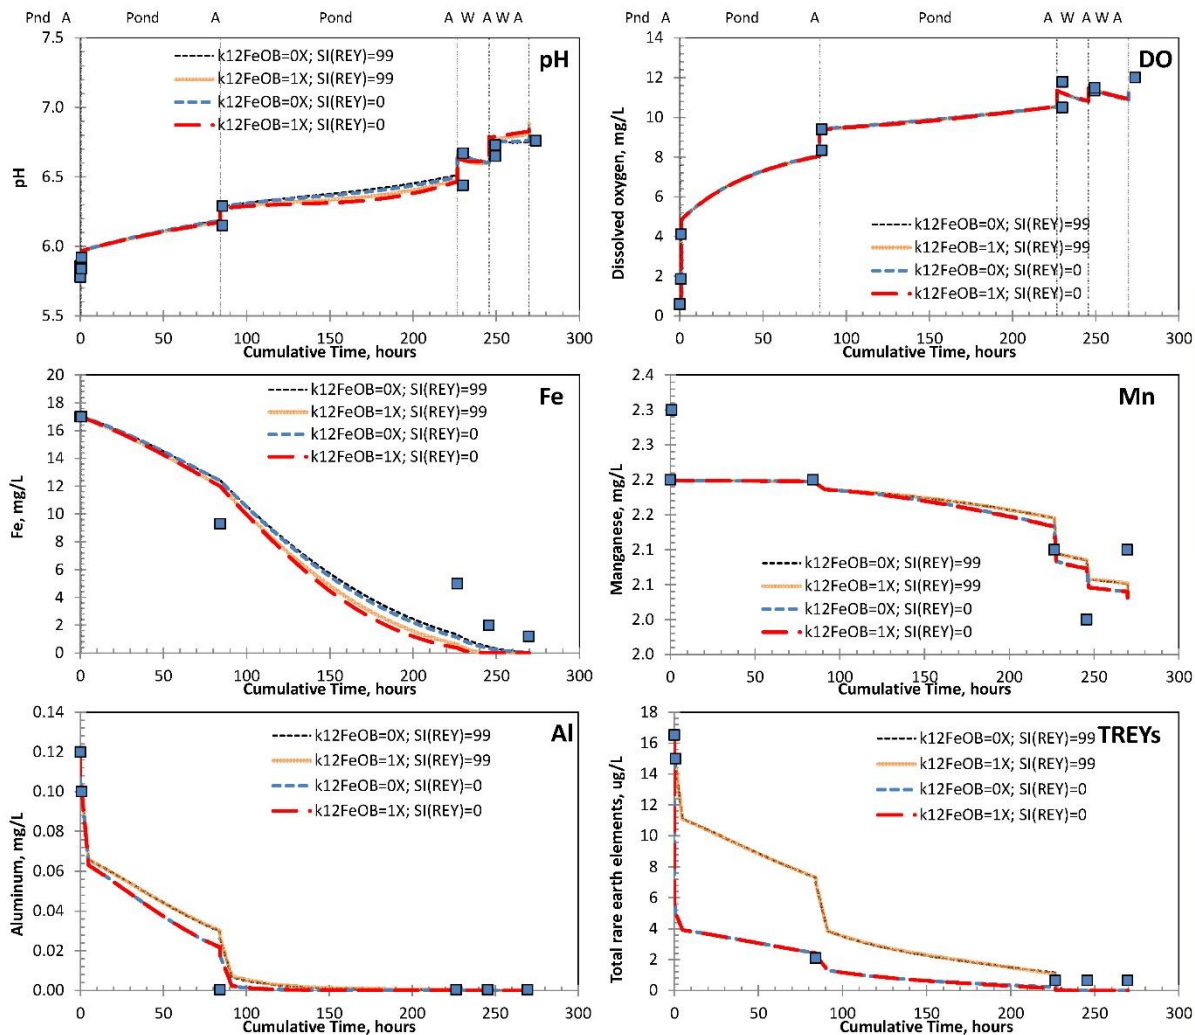 Pnd A Pond A Pond A W A W A
Pnd A Pond A Pond A W A W A
pH
k12FeOB=0X; SI(REY)=99
k12FeOB=1X; SI(REY)=99
k12FeOB=0X; SI(REY)=0
k12FeOB=1X; SI(REY)=0
7.5
7.0
6.5
6.0
5.5
pH
0 50 100 150 200 250 300
Cumulative Time, hours
DO
14
12
10
8
6
4
2
0
Dissolved oxygen, mg/L
k12FeOB=0X; SI(REY)=99
k12FeOB=1X; SI(REY)=99
k12FeOB=0X; SI(REY)=0
k12FeOB=1X; SI(REY)=0
0 50 100 150 200 250 300
Cumulative Time, hours
Fe
k12FeOB=0X; SI(REY)=99
k12FeOB=1X; SI(REY)=99
k12FeOB=0X; SI(REY)=0
k12FeOB=1X; SI(REY)=0
20
18
16
14
12
10
8
6
4
2
0
Fe, mg/L
0 50 100 150 200 250 300
Cumulative Time, hours
Mn
2.4
2.3
2.3
2.2
2.2
2.1
2.1
2.0
2.0
Manganese, mg/L
k12FeOB=0X; SI(REY)=99
k12FeOB=1X; SI(REY)=99
k12FeOB=0X; SI(REY)=0
k12FeOB=1X; SI(REY)=0
0 50 100 150 200 250 300
Cumulative Time, hours
Al
k12FeOB=0X; SI(REY)=99
k12FeOB=1X; SI(REY)=99
k12FeOB=0X; SI(REY)=0
k12FeOB=1X; SI(REY)=0
0.14
0.12
0.10
0.08
0.06
0.04
0.02
0.00
Aluminum, mg/L
0 50 100 150 200 250 300
Cumulative Time, hours
TREYs
k12FeOB=0X; SI(REY)=99
k12FeOB=1X; SI(REY)=99
k12FeOB=0X; SI(REY)=0
k12FeOB=1X; SI(REY)=0
18
16
14
12
10
8
6
4
2
0
Total rare earth elements, ug/L
0 50 100 150 200 250 300
Cumulative Time, hours